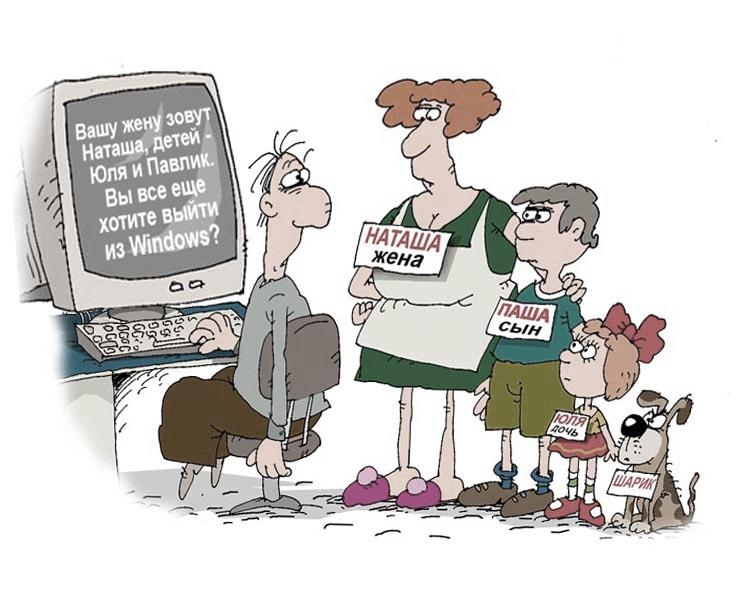 Вашу жену зовут
Наташа, детей -
Юля и Павлик.
Вы все еще
хотите выйти
из Windows?
НАТАША
жена
ПАША
сын
ЮЛЯ
дочь
ШАРИК